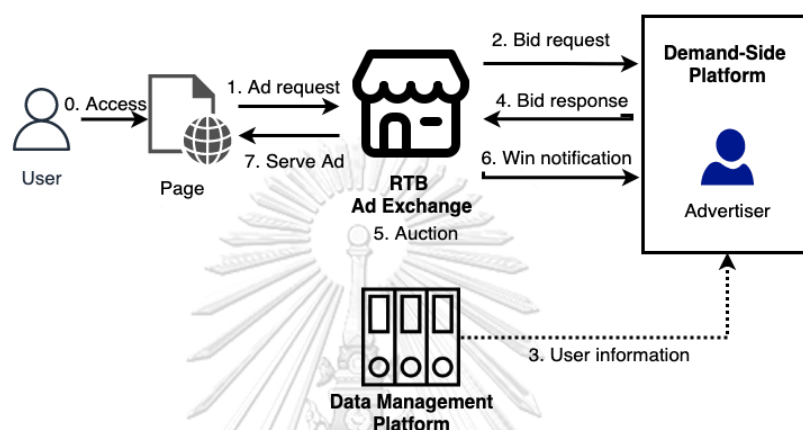 0. Access
User
Page
1. Ad request
7. Serve Ad
RTB
Ad Exchange
5. Auction
2. Bid request
4. Bid response
6. Win notification
Demand-Side
Platform
Advertiser
3. User information
Data Management
Platform